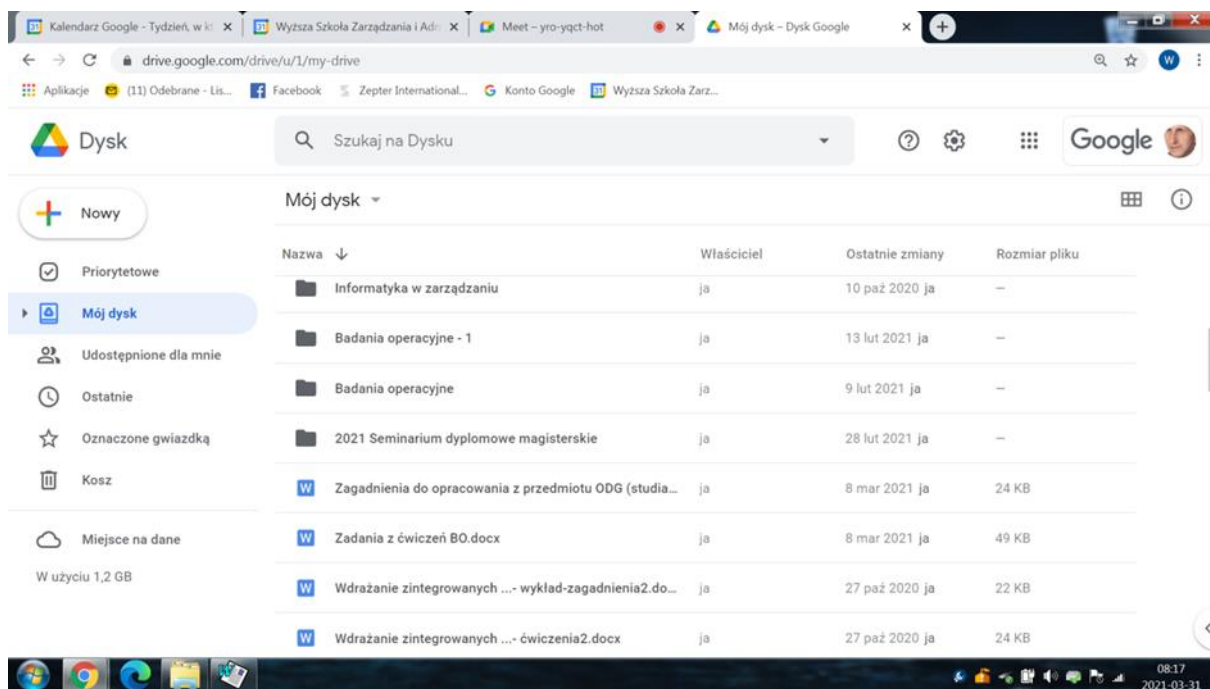 Kalendarz Google - Tydzień, w kt
Wyższa Szkoła Zarządzania i Adm
Meet – yro-yqct-hot
Mój dysk – Dysk Google
drive.google.com/drive/u/1/my-drive
W
Aplikacje (11) Odebrane - Lis... Facebook Zepter International... Konto Google Wyższa Szkoła Zarz...
Dysk Szukaj na Dysku Google
Nowy
Mój dysk
Nazwa Właściciel Ostatnie zmiany Rozmiar pliku
Priorytetowe
Mój dysk
Udostępnione dla mnie
Ostatnie
Oznaczone gwiazdką
Kosz
Miejsce na dane
W użyciu 1,2 GB
Informatyka w zarządzaniu ja 10 paź 2020 ja –
Badania operacyjne - 1 ja 13 lut 2021 ja –
Badania operacyjne ja 9 lut 2021 ja –
2021 Seminarium dyplomowe magisterskie ja 28 lut 2021 ja –
W Zagadnienia do opracowania z przedmiotu ODG (studia... ja 8 mar 2021 ja 24 KB
W Zadania z ćwiczeń BO.docx ja 8 mar 2021 ja 49 KB
W Wdrażanie zintegrowanych ...- wykład-zagadnienia2.do... ja 27 paź 2020 ja 22 KB
W Wdrażanie zintegrowanych ...- ćwiczenia2.docx ja 27 paź 2020 ja 24 KB
08:17
2021-03-31